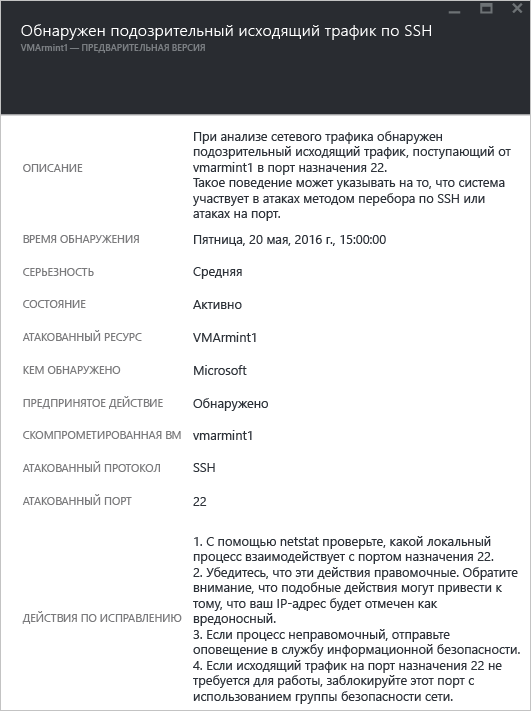 Обнаружен подозрительный исходящий трафик по SSH
VMArmint1 — ПРЕДВАРИТЕЛЬНАЯ ВЕРСИЯ
ОПИСАНИЕ
При анализе сетевого трафика обнаружен
подозрительный исходящий трафик, поступающий от
vmarmint1 в порт назначения 22.
Такое поведение может указывать на то, что система
участвует в атаках методом перебора по SSH или
атаках на порт.
ВРЕМЯ ОБНАРУЖЕНИЯ Пятница, 20 мая, 2016 г., 15:00:00
СЕРЬЕЗНОСТЬ Средняя
СОСТОЯНИЕ Активно
АТАКОВАННЫЙ РЕСУРС VMArmint1
КЕМ ОБНАРУЖЕНО Microsoft
ПРЕДПРИНЯТОЕ ДЕЙСТВИЕ Обнаружено
СКОМПРОМЕТИРОВАННАЯ ВМ vmarmint1
АТАКОВАННЫЙ ПРОТОКОЛ SSH
АТАКОВАННЫЙ ПОРТ 22
ДЕЙСТВИЯ ПО ИСПРАВЛЕНИЮ
1. С помощью netstat проверьте, какой локальный
процесс взаимодействует с портом назначения 22.
2. Убедитесь, что эти действия правомочные. Обратите
внимание, что подобные действия могут привести к
тому, что ваш IP-адрес будет отмечен как
вредоносный.
3. Если процесс неправомочный, отправьте
оповещение в службу информационной безопасности.
4. Если исходящий трафик на порт назначения 22 не
требуется для работы, заблокируйте этот порт с
использованием группы безопасности сети.